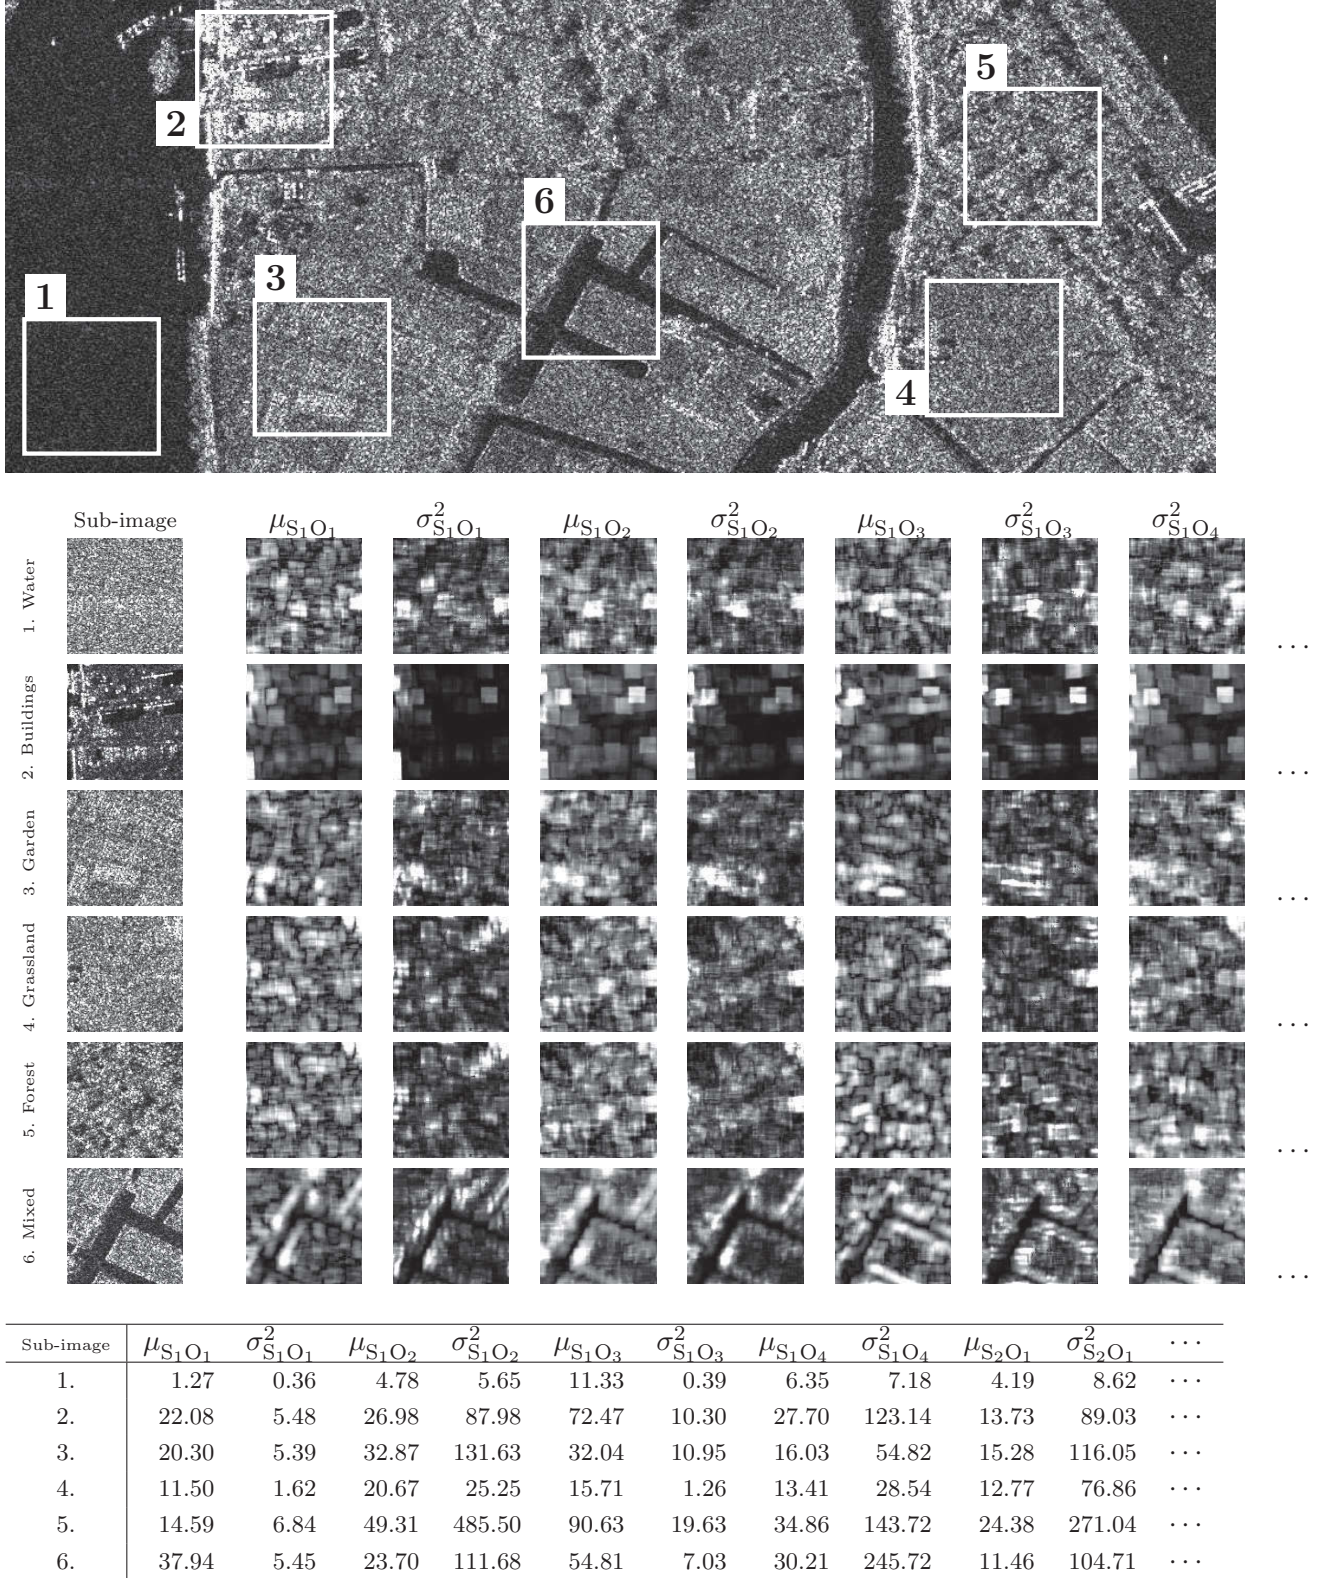 5
2
6
3
1
4
Sub-image μS1O1 σ²S1O1 μS1O2 σ²S1O2 μS1O3 σ²S1O3 σ²S1O4
1. Water ...
2. Buildings ...
3. Garden ...
4. Grassland ...
5. Forest ...
6. Mixed ...
Sub-image μS1O1 σ²S1O1 μS1O2 σ²S1O2 μS1O3 σ²S1O3 μS1O4 σ²S1O4 μS2O1 σ²S2O1 ...
1. 1.27 0.36 4.78 5.65 11.33 0.39 6.35 7.18 4.19 8.62 ...
2. 22.08 5.48 26.98 87.98 72.47 10.30 27.70 123.14 13.73 89.03 ...
3. 20.30 5.39 32.87 131.63 32.04 10.95 16.03 54.82 15.28 116.05 ...
4. 11.50 1.62 20.67 25.25 15.71 1.26 13.41 28.54 12.77 76.86 ...
5. 14.59 6.84 49.31 485.50 90.63 19.63 34.86 143.72 24.38 271.04 ...
6. 37.94 5.45 23.70 111.68 54.81 7.03 30.21 245.72 11.46 104.71 ...